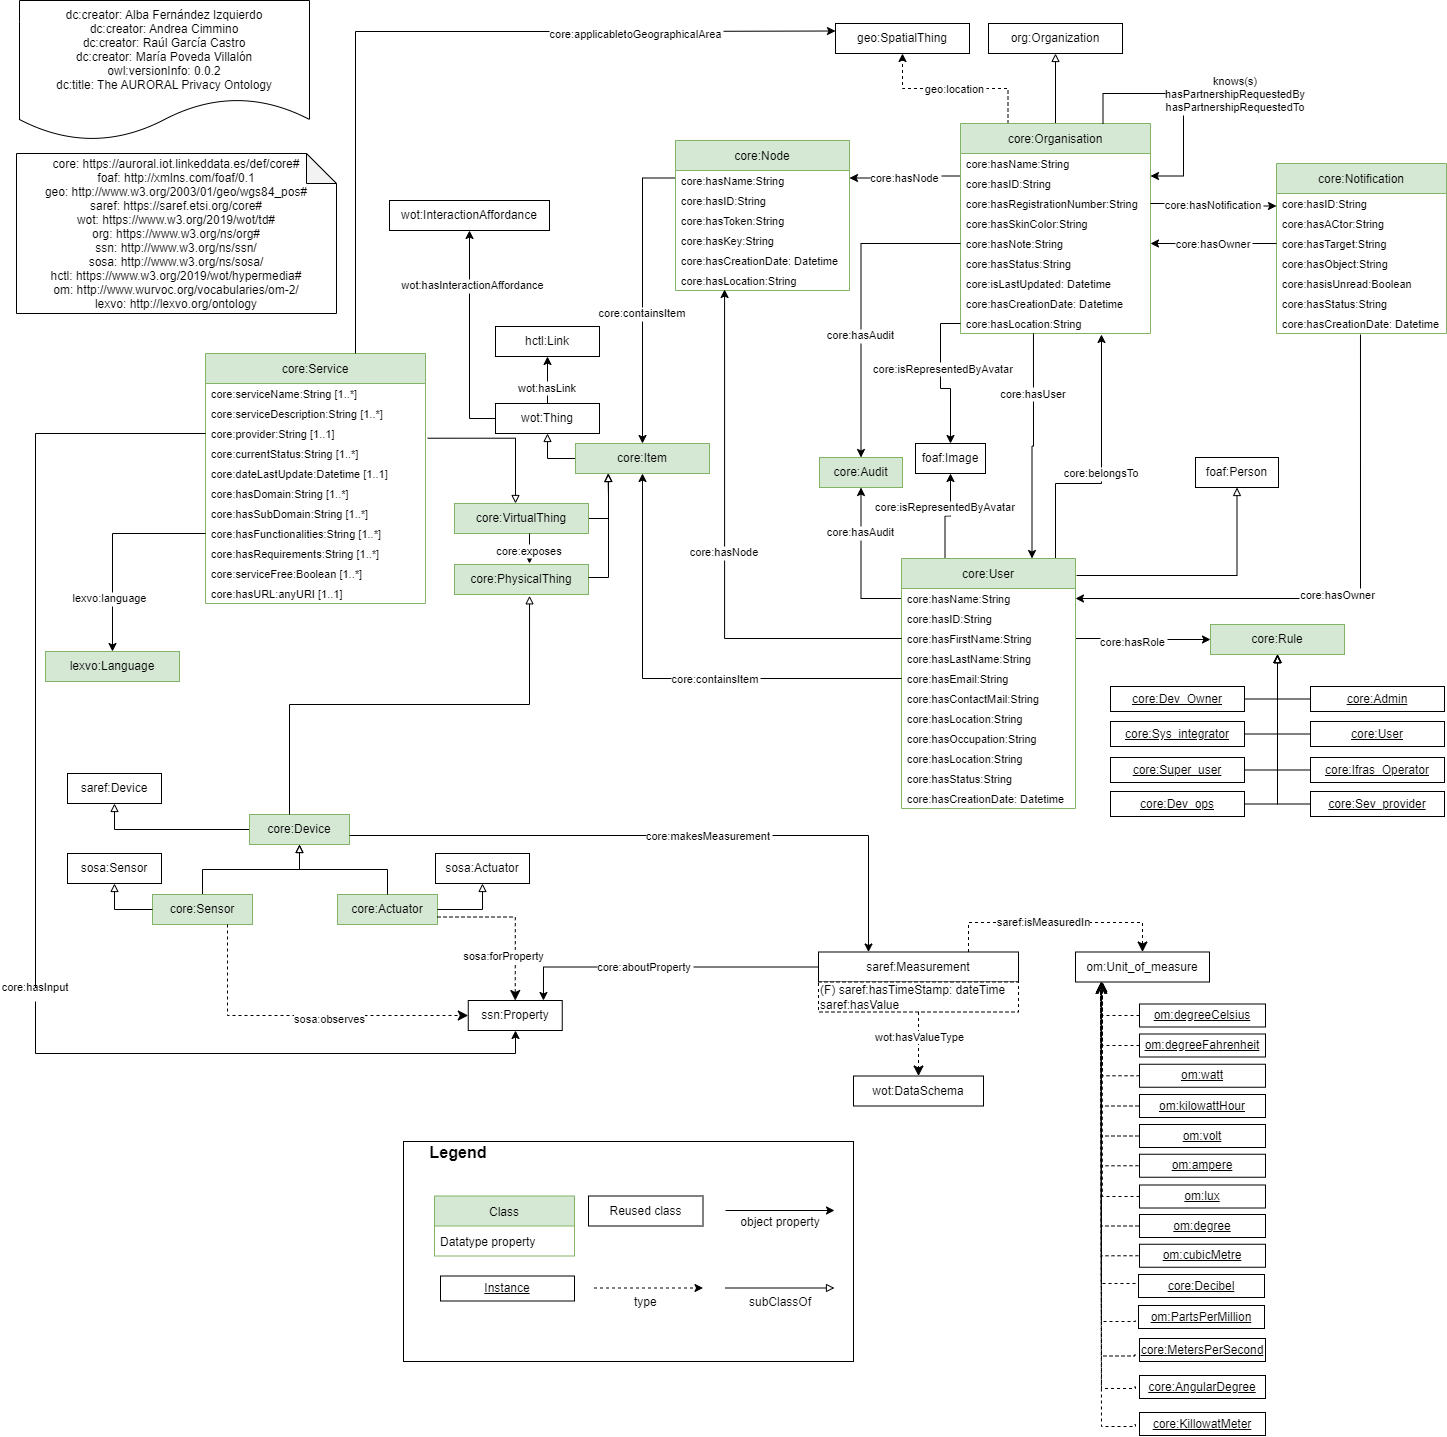 dc:creator: Alba Fernández Izquierdo
dc:creator: Andrea Cimmino
dc:creator: Raúl García Castro
dc:creator: María Poveda Villalón
owl:versionInfo: 0.0.2
dc:title: The AURORAL Privacy Ontology
core: https://auroral.iot.linkeddata.es/def/core#
foaf: http://xmlns.com/foaf/0.1
geo: http://www.w3.org/2003/01/geo/wgs84_pos#
saref: https://saref.etsi.org/core#
wot: https://www.w3.org/2019/wot/td#
org: https://www.w3.org/ns/org#
ssn: http://www.w3.org/ns/ssn/
sosa: http://www.w3.org/ns/sosa/
hctl: https://www.w3.org/2019/wot/hypermedia#
om: http://www.wurvoc.org/vocabularies/om-2/
lexvo: http://lexvo.org/ontology
core:applicabletoGeographicalArea
geo:SpatialThing
org:Organization
geo:location
knows(s)
hasPartnershipRequestedBy
hasPartnershipRequestedTo
core:Organisation
core:hasName:String
core:hasID:String
core:hasRegistrationNumber:String
core:hasSkinColor:String
core:hasNote:String
core:hasStatus:String
core:isLastUpdated: Datetime
core:hasCreationDate: Datetime
core:hasLocation:String
core:Node
core:hasName:String
core:hasID:String
core:hasToken:String
core:hasKey:String
core:hasCreationDate: Datetime
core:hasLocation:String
core:hasNode
core:Notification
core:hasID:String
core:hasACtor:String
core:hasTarget:String
core:hasObject:String
core:hasisUnread:Boolean
core:hasStatus:String
core:hasCreationDate: Datetime
core:hasNotification
core:hasOwner
wot:InteractionAffordance
wot:hasInteractionAffordance
core:containsItem
hctl:Link
wot:hasLink
wot:Thing
core:Item
core:hasAudit
core:isRepresentedByAvatar
core:hasUser
core:Service
core:serviceName:String [1..*]
core:serviceDescription:String [1..*]
core:provider:String [1..1]
core:currentStatus:String [1..*]
core:dateLastUpdate:Datetime [1..1]
core:hasDomain:String [1..*]
core:hasSubDomain:String [1..*]
core:hasFunctionalities:String [1..*]
core:hasRequirements:String [1..*]
core:serviceFree:Boolean [1..*]
core:hasURL:anyURI [1..1]
core:Audit
foaf:Image
core:belongsTo
foaf:Person
core:isRepresentedByAvatar
core:hasAudit
core:VirtualThing
core:exposes
core:PhysicalThing
core:hasNode
core:User
core:hasName:String
core:hasID:String
core:hasFirstName:String
core:hasLastName:String
core:hasEmail:String
core:hasContactMail:String
core:hasLocation:String
core:hasOccupation:String
core:hasLocation:String
core:hasStatus:String
core:hasCreationDate: Datetime
core:hasOwner
core:hasRole
core:Rule
core:containsItem
lexvo:language
lexvo:Language
core:Dev_Owner
core:Admin
core:Sys_integrator
core:User
core:Super_user
core:Ifras_Operator
core:Dev_ops
core:Sev_provider
saref:Device
core:Device
core:makesMeasurement
sosa:Sensor
sosa:Actuator
core:Sensor
core:Actuator
sosa:forProperty
core:hasInput
sosa:observes
ssn:Property
core:aboutProperty
saref:isMeasuredIn
saref:Measurement
(F) saref:hasTimeStamp: dateTime
saref:hasValue
wot:hasValueType
wot:DataSchema
om:Unit_of_measure
om:degreeCelsius
om:degreeFahrenheit
om:watt
om:kilowattHour
om:volt
om:ampere
om:lux
om:degree
om:cubicMetre
core:Decibel
om:PartsPerMillion
core:MetersPerSecond
core:AngularDegree
core:KillowatMeter
Legend
Class
Datatype property
Reused class
object property
Instance
type
subClassOf